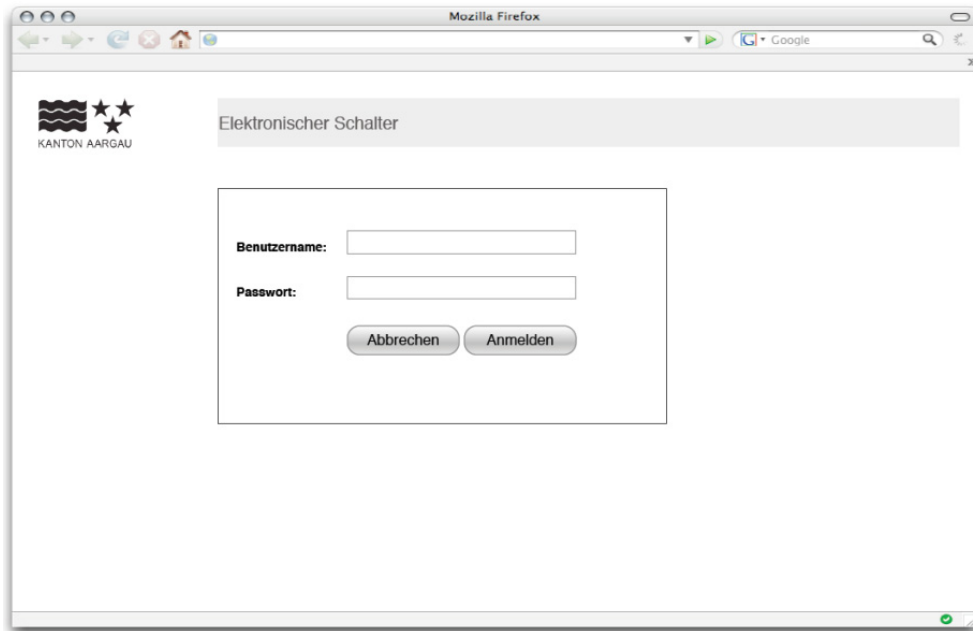 Mozilla Firefox
Google
Elektronischer Schalter
KANTON AARGAU
Benutzername:
Passwort:
Abbrechen Anmelden